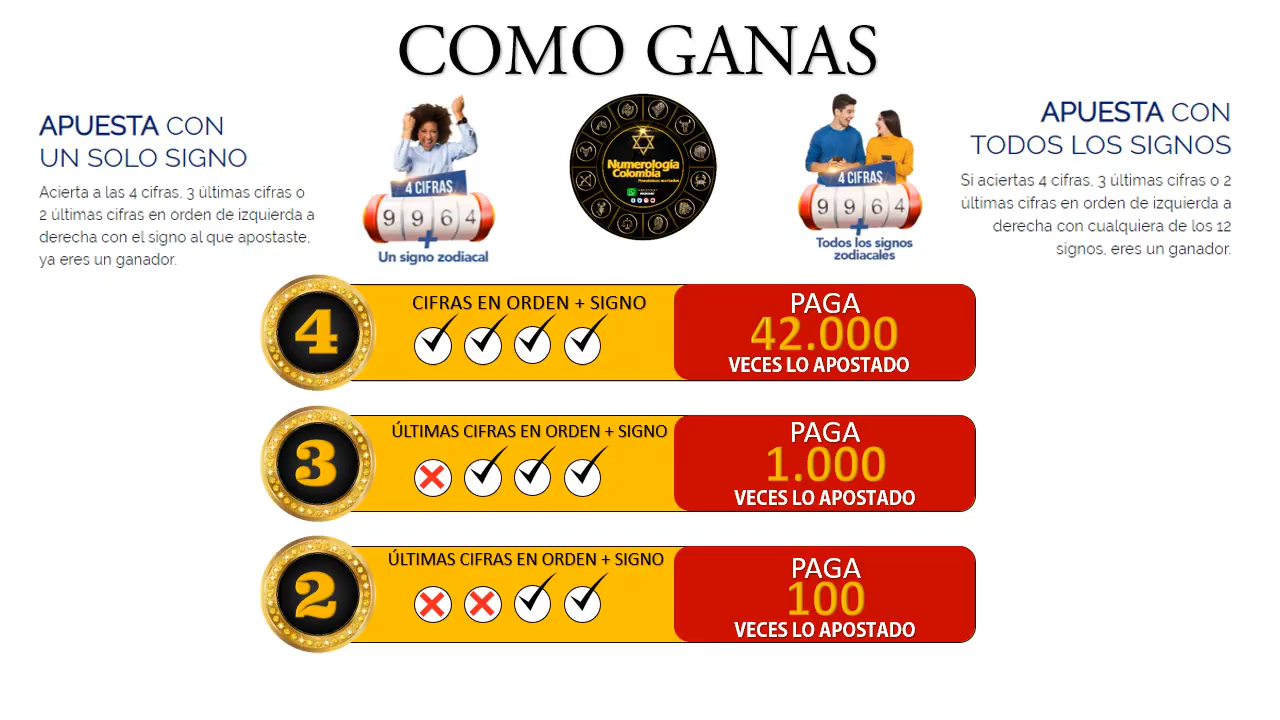 COMO GANAS
APUESTA CON
UN SOLO SIGNO
Acierta a las 4 cifras, 3 últimas cifras o
2 últimas cifras en orden de izquierda a
derecha con el signo al que apostaste,
ya eres un ganador.
4 CIFRAS
9 9 6 4
+
Un signo zodiacal
Numerología
Colombia
4 CIFRAS
9 9 6 4
+
Todos los signos
zodiacales
APUESTA CON
TODOS LOS SIGNOS
Si aciertas 4 cifras, 3 últimas cifras o 2
últimas cifras en orden de izquierda a
derecha con cualquiera de los 12
signos, eres un ganador.
4
CIFRAS EN ORDEN + SIGNO
PAGA
42.000
VECES LO APOSTADO
3
ÚLTIMAS CIFRAS EN ORDEN + SIGNO
PAGA
1.000
VECES LO APOSTADO
2
ÚLTIMAS CIFRAS EN ORDEN + SIGNO
PAGA
100
VECES LO APOSTADO